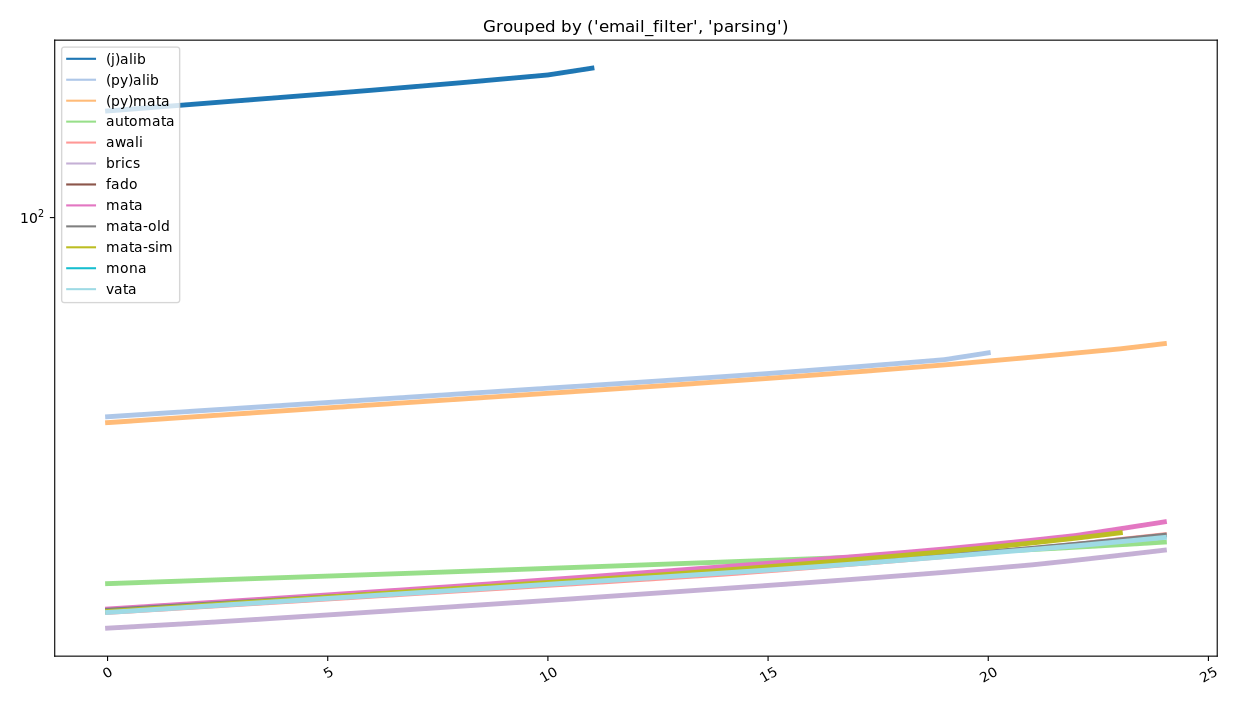 Grouped by ('email_filter', 'parsing')
(j)alib
(py)alib
(py)mata
automata
awali
brics
fado
mata
mata-old
mata-sim
mona
vata
10²
0
5
10
15
20
25